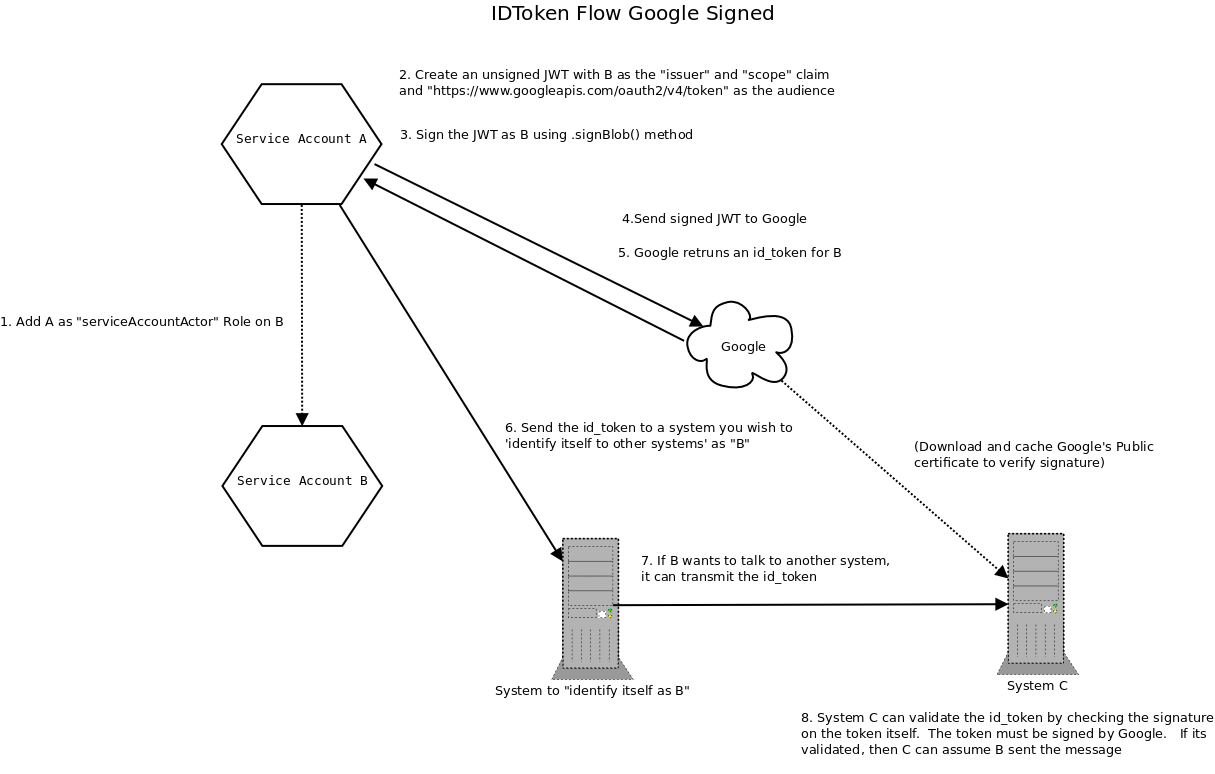 IDToken Flow Google Signed
2. Create an unsigned JWT with B as the "issuer" and "scope" claim
and "https://www.googleapis.com/oauth2/v4/token" as the audience
Service Account A
3. Sign the JWT as B using .signBlob() method
4.Send signed JWT to Google
5. Google retruns an id_token for B
1. Add A as "serviceAccountActor" Role on B
Google
6. Send the id_token to a system you wish to
'identify itself to other systems' as "B"
(Download and cache Google's Public
certificate to verify signature)
Service Account B
7. If B wants to talk to another system,
it can transmit the id_token
System to "identify itself as B"
System C
8. System C can validate the id_token by checking the signature
on the token itself.  The token must be signed by Google.   If its
validated, then C can assume B sent the message